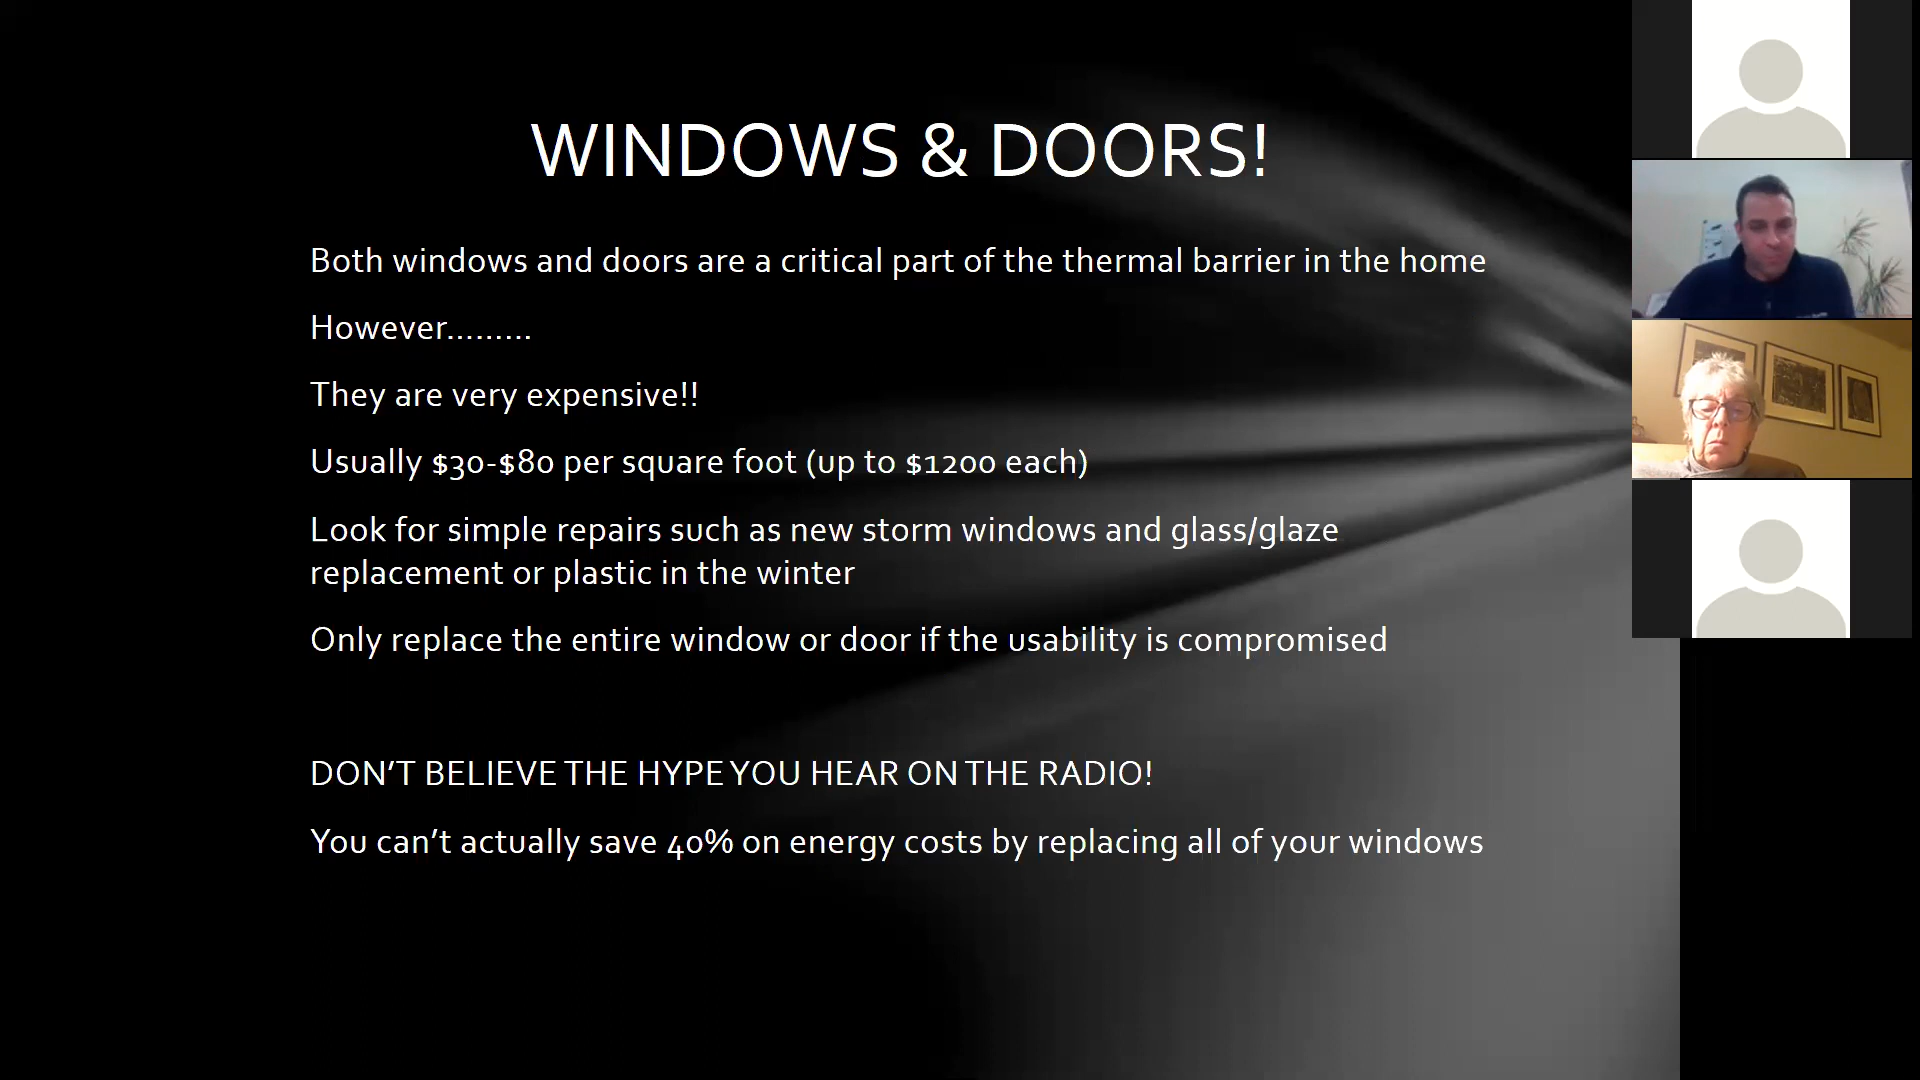 WINDOWS & DOORS!
Both windows and doors are a critical part of the thermal barrier in the home
However.........
They are very expensive!!
Usually $30-$80 per square foot (up to $1200 each)
Look for simple repairs such as new storm windows and glass/glaze
replacement or plastic in the winter
Only replace the entire window or door if the usability is compromised
DON’T BELIEVE THE HYPE YOU HEAR ON THE RADIO!
You can’t actually save 40% on energy costs by replacing all of your windows